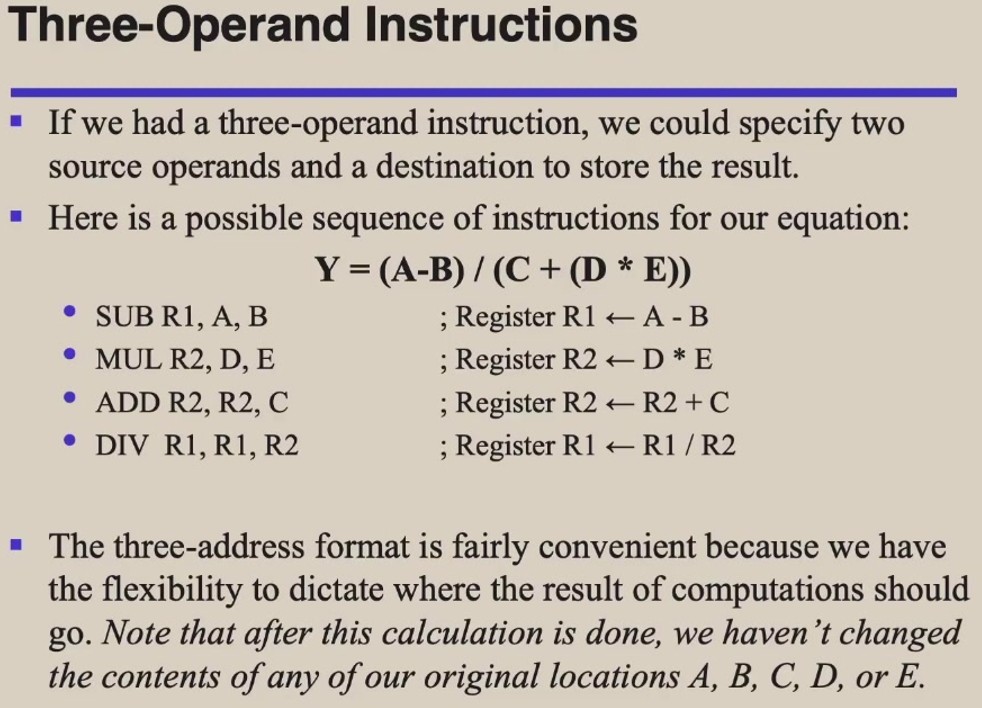 Three-Operand Instructions
▪ If we had a three-operand instruction, we could specify two
source operands and a destination to store the result.
▪ Here is a possible sequence of instructions for our equation:
Y = (A-B) / (C + (D * E))
• SUB R1, A, B ; Register R1 ← A - B
• MUL R2, D, E ; Register R2 ← D * E
• ADD R2, R2, C ; Register R2 ← R2 + C
• DIV R1, R1, R2 ; Register R1 ← R1 / R2
▪ The three-address format is fairly convenient because we have
the flexibility to dictate where the result of computations should
go. Note that after this calculation is done, we haven't changed
the contents of any of our original locations A, B, C, D, or E.